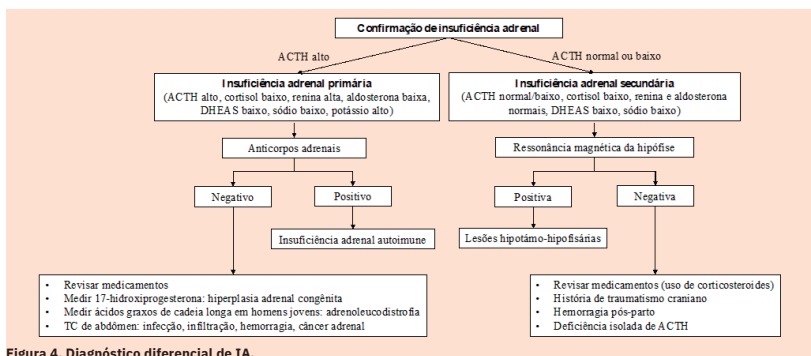 Confirmação de insuficiência adrenal
ACTH alto
ACTH normal ou baixo
Insuficiência adrenal primária
(ACTH alto, cortisol baixo, renina alta, aldosterona baixa,
DHEAS baixo, sódio baixo, potássio alto)
Insuficiência adrenal secundária
(ACTH normal/baixo, cortisol baixo, renina e aldosterona
normais, DHEAS baixo, sódio baixo)
Anticorpos adrenais
Ressonância magnética da hipófise
Negativo
Positivo
Positiva
Negativa
Insuficiência adrenal autoimune
Lesões hipotámo-hipofisárias
• Revisar medicamentos
• Medir 17-hidroxiprogesterona: hiperplasia adrenal congênita
• Medir ácidos graxos de cadeia longa em homens jovens: adrenoleucodistrofia
• TC de abdômen: infecção, infiltração, hemorragia, câncer adrenal
• Revisar medicamentos (uso de corticosteroides)
• História de traumatismo craniano
• Hemorragia pós-parto
• Deficiência isolada de ACTH
Figura 4. Diagnóstico diferencial de IA.